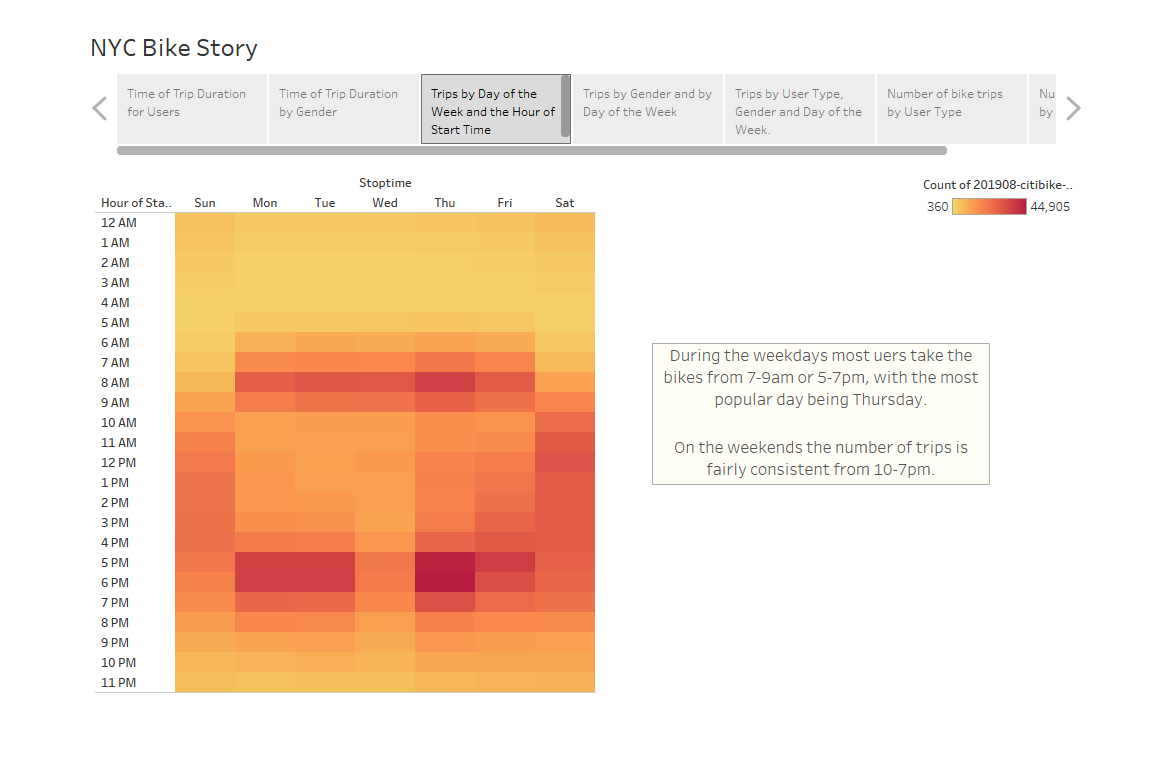 NYC Bike Story
Time of Trip Duration
for Users
Time of Trip Duration
by Gender
Trips by Day of the
Week and the Hour of
Start Time
Trips by Gender and by
Day of the Week
Trips by User Type,
Gender and Day of the
Week.
Number of bike trips
by User Type
Nu
by
Stoptime
Hour of Sta.. Sun Mon Tue Wed Thu Fri Sat
12 AM
1 AM
2 AM
3 AM
4 AM
5 AM
6 AM
7 AM
8 AM
9 AM
10 AM
11 AM
12 PM
1 PM
2 PM
3 PM
4 PM
5 PM
6 PM
7 PM
8 PM
9 PM
10 PM
11 PM
Count of 201908-citibike-..
360 44,905
During the weekdays most uers take the
bikes from 7-9am or 5-7pm, with the most
popular day being Thursday.
On the weekends the number of trips is
fairly consistent from 10-7pm.